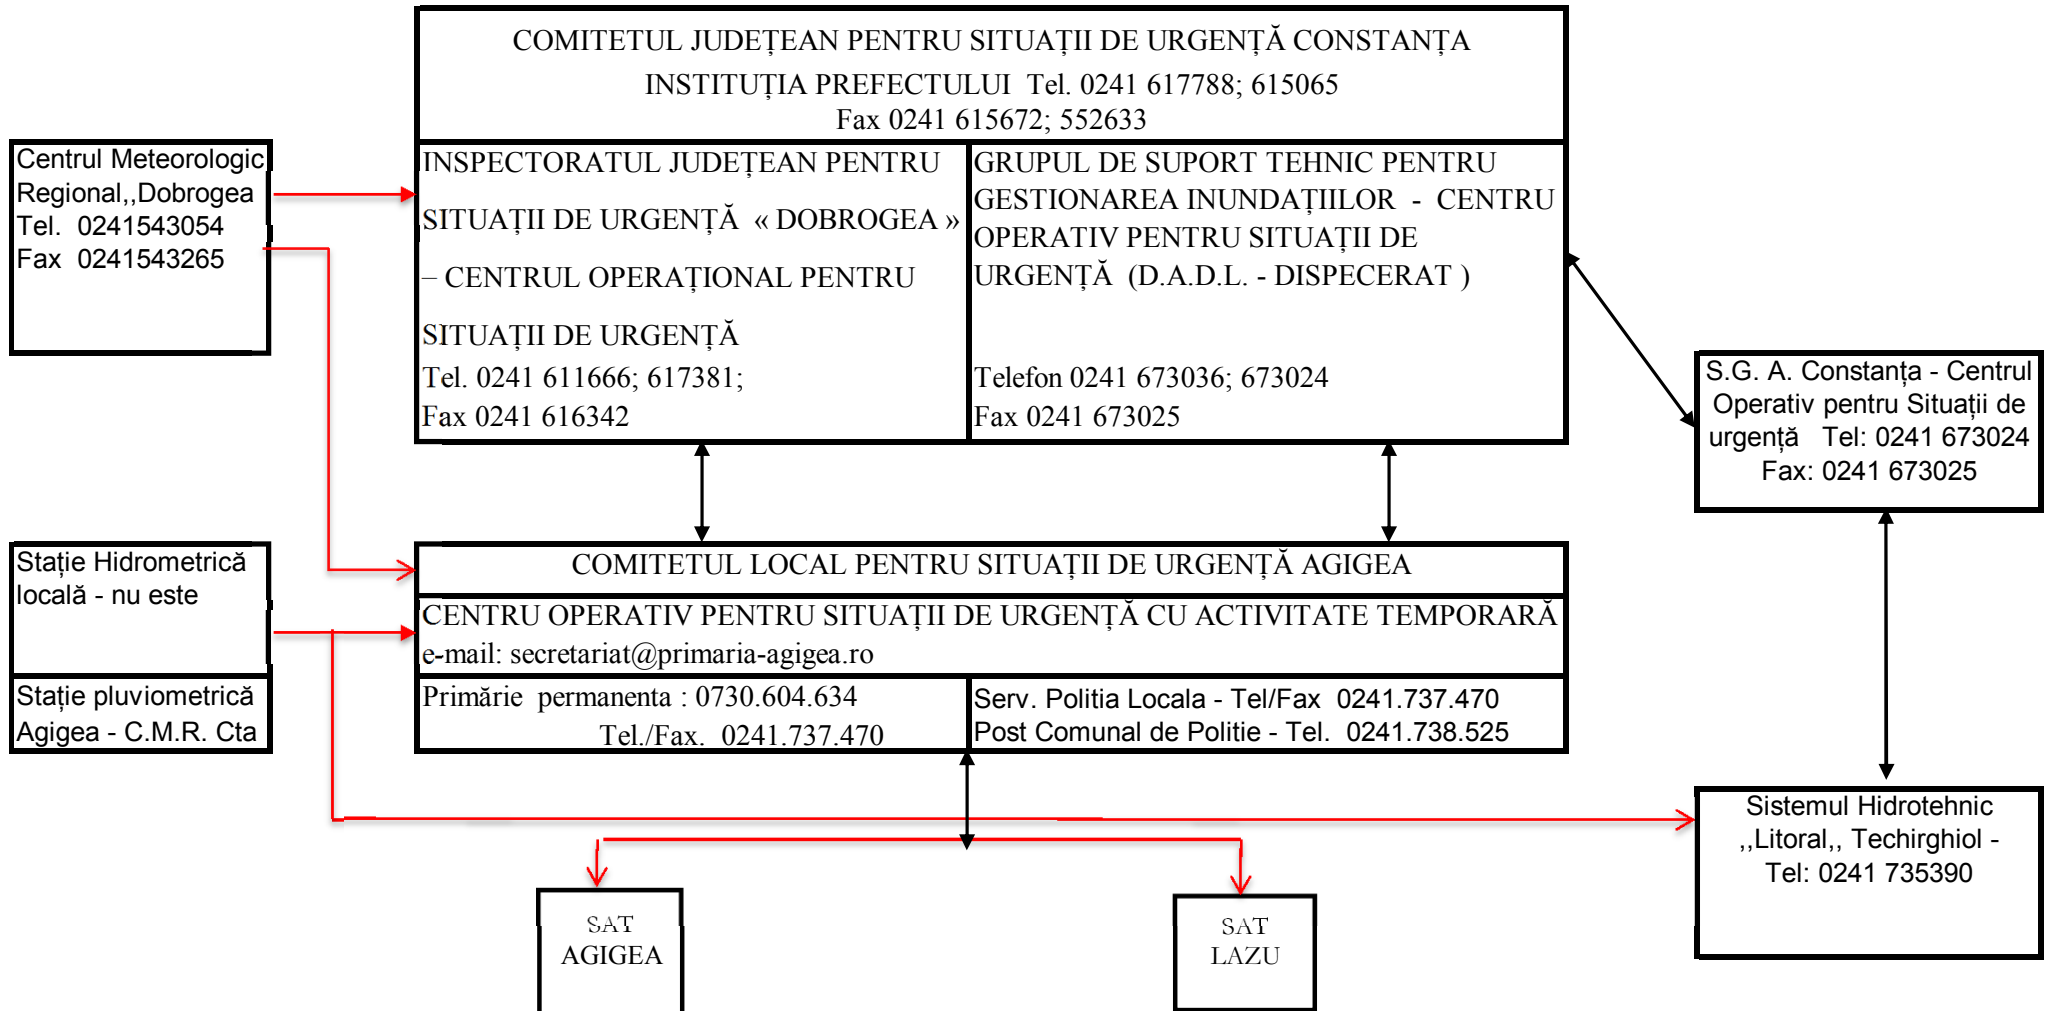 COMITETUL JUDEȚEAN PENTRU SITUAȚII DE URGENȚĂ CONSTANȚA
INSTITUȚIA PREFECTULUI Tel. 0241 617788; 615065
Fax 0241 615672; 552633
Centrul Meteorologic
Regional,,Dobrogea
Tel. 0241543054
Fax 0241543265
INSPECTORATUL JUDEȚEAN PENTRU
SITUAȚII DE URGENȚĂ « DOBROGEA »
– CENTRUL OPERAȚIONAL PENTRU
SITUAȚII DE URGENȚĂ
Tel. 0241 611666; 617381;
Fax 0241 616342
GRUPUL DE SUPORT TEHNIC PENTRU
GESTIONAREA INUNDAȚIILOR - CENTRU
OPERATIV PENTRU SITUAȚII DE
URGENȚĂ (D.A.D.L. - DISPECERAT )
Telefon 0241 673036; 673024
Fax 0241 673025
S.G. A. Constanța - Centrul
Operativ pentru Situații de
urgență Tel: 0241 673024
Fax: 0241 673025
Stație Hidrometrică
locală - nu este
Stație pluviometrică
Agigea - C.M.R. Cta
COMITETUL LOCAL PENTRU SITUAȚII DE URGENȚĂ AGIGEA
CENTRU OPERATIV PENTRU SITUAȚII DE URGENȚĂ CU ACTIVITATE TEMPORARĂ
e-mail: secretariat@primaria-agigea.ro
Primărie permanenta : 0730.604.634
Tel./Fax. 0241.737.470
Serv. Politia Locala - Tel/Fax 0241.737.470
Post Comunal de Politie - Tel. 0241.738.525
Sistemul Hidrotehnic
,,Litoral,, Techirghiol -
Tel: 0241 735390
SAT
AGIGEA
SAT
LAZU